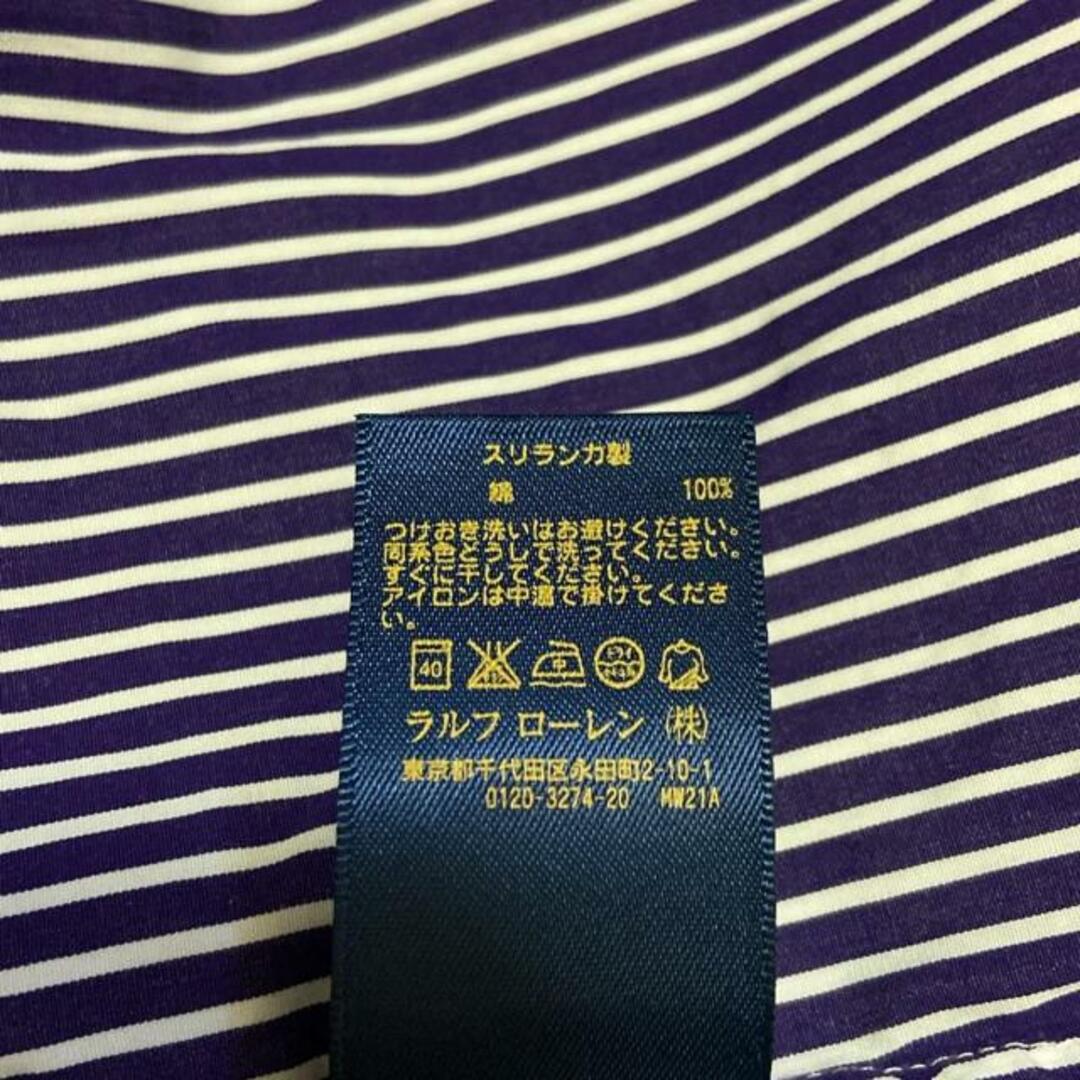 スリランカ製
綿 100%
つけおき洗いはお避けください。
同系色どうしで洗ってください。
すぐに干してください。
アイロンは中温で掛けてくださ
い。
40 中 ドライ
ラルフ ローレン (株)
東京都千代田区永田町2-10-1
0120-3274-20 MW21A